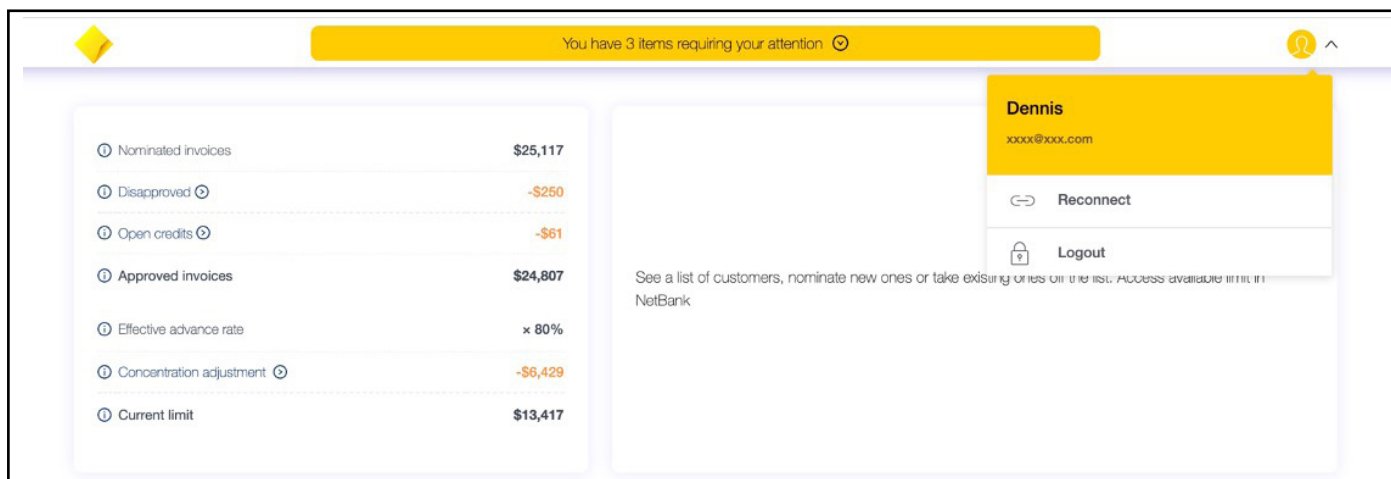 You have 3 items requiring your attention
Dennis
xxxx@xxx.com
Reconnect
Logout
Nominated invoices $25,117
Disapproved -$250
Open credits -$61
Approved invoices $24,807
Effective advance rate × 80%
Concentration adjustment -$6,429
Current limit $13,417
See a list of customers, nominate new ones or take existing ones off the list. Access available limit in
NetBank